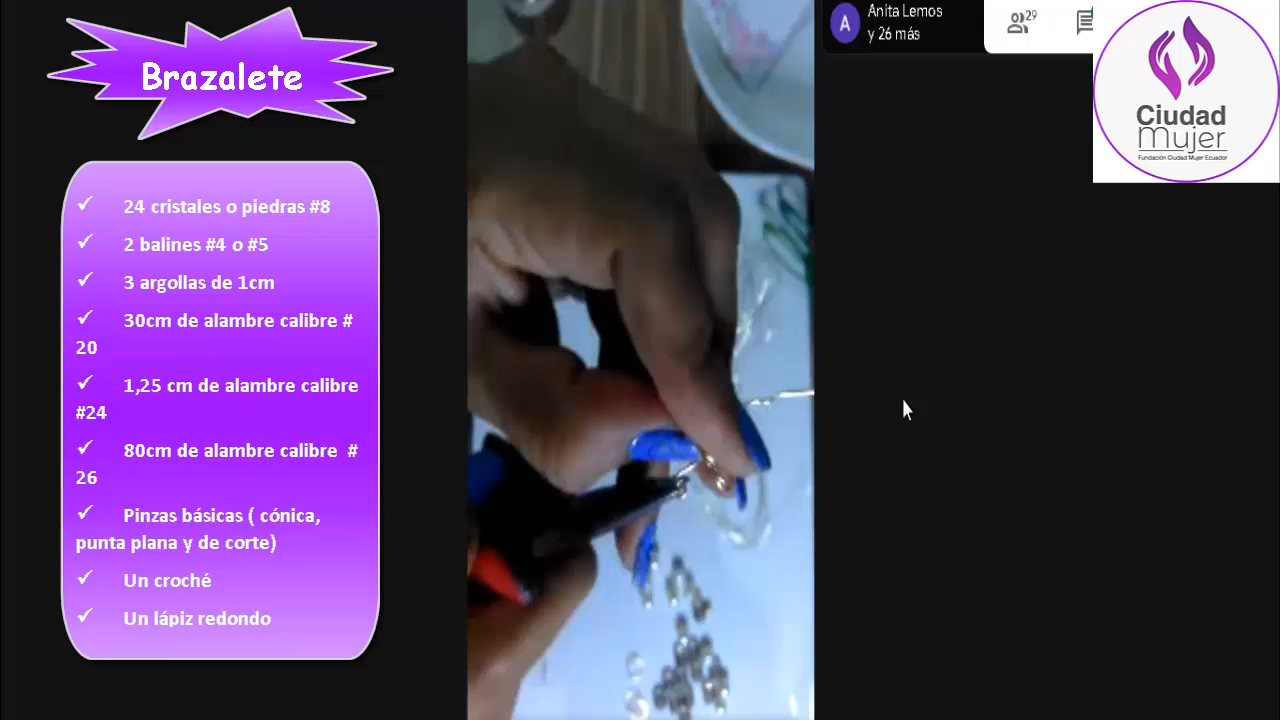 Brazalete
✓ 24 cristales o piedras #8
✓ 2 balines #4 o #5
✓ 3 argollas de 1cm
✓ 30cm de alambre calibre #
20
✓ 1,25 cm de alambre calibre
#24
✓ 80cm de alambre calibre #
26
✓ Pinzas básicas ( cónica,
punta plana y de corte)
✓ Un croché
✓ Un lápiz redondo
A
Anita Lemos
y 26 más
29
Ciudad
Mujer
Fundación Ciudad Mujer Ecuador